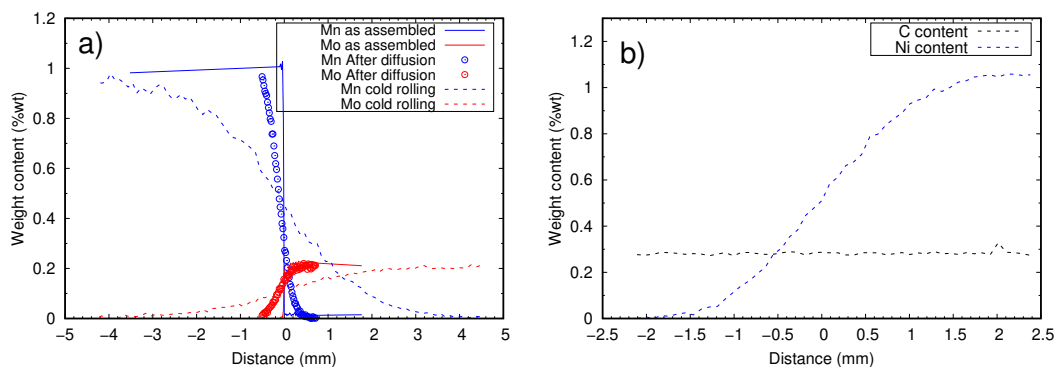 a)
Mn as assembled
Mo as assembled
Mn After diffusion
Mo After diffusion
Mn cold rolling
Mo cold rolling
Weight content (%wt)
0
0.2
0.4
0.6
0.8
1
1.2
−5
−4
−3
−2
−1
0
1
2
3
4
5
Distance (mm)
b)
C content
Ni content
Weight content (%wt)
0
0.2
0.4
0.6
0.8
1
1.2
−2.5
−2
−1.5
−1
−0.5
0
0.5
1
1.5
2
2.5
Distance (mm)